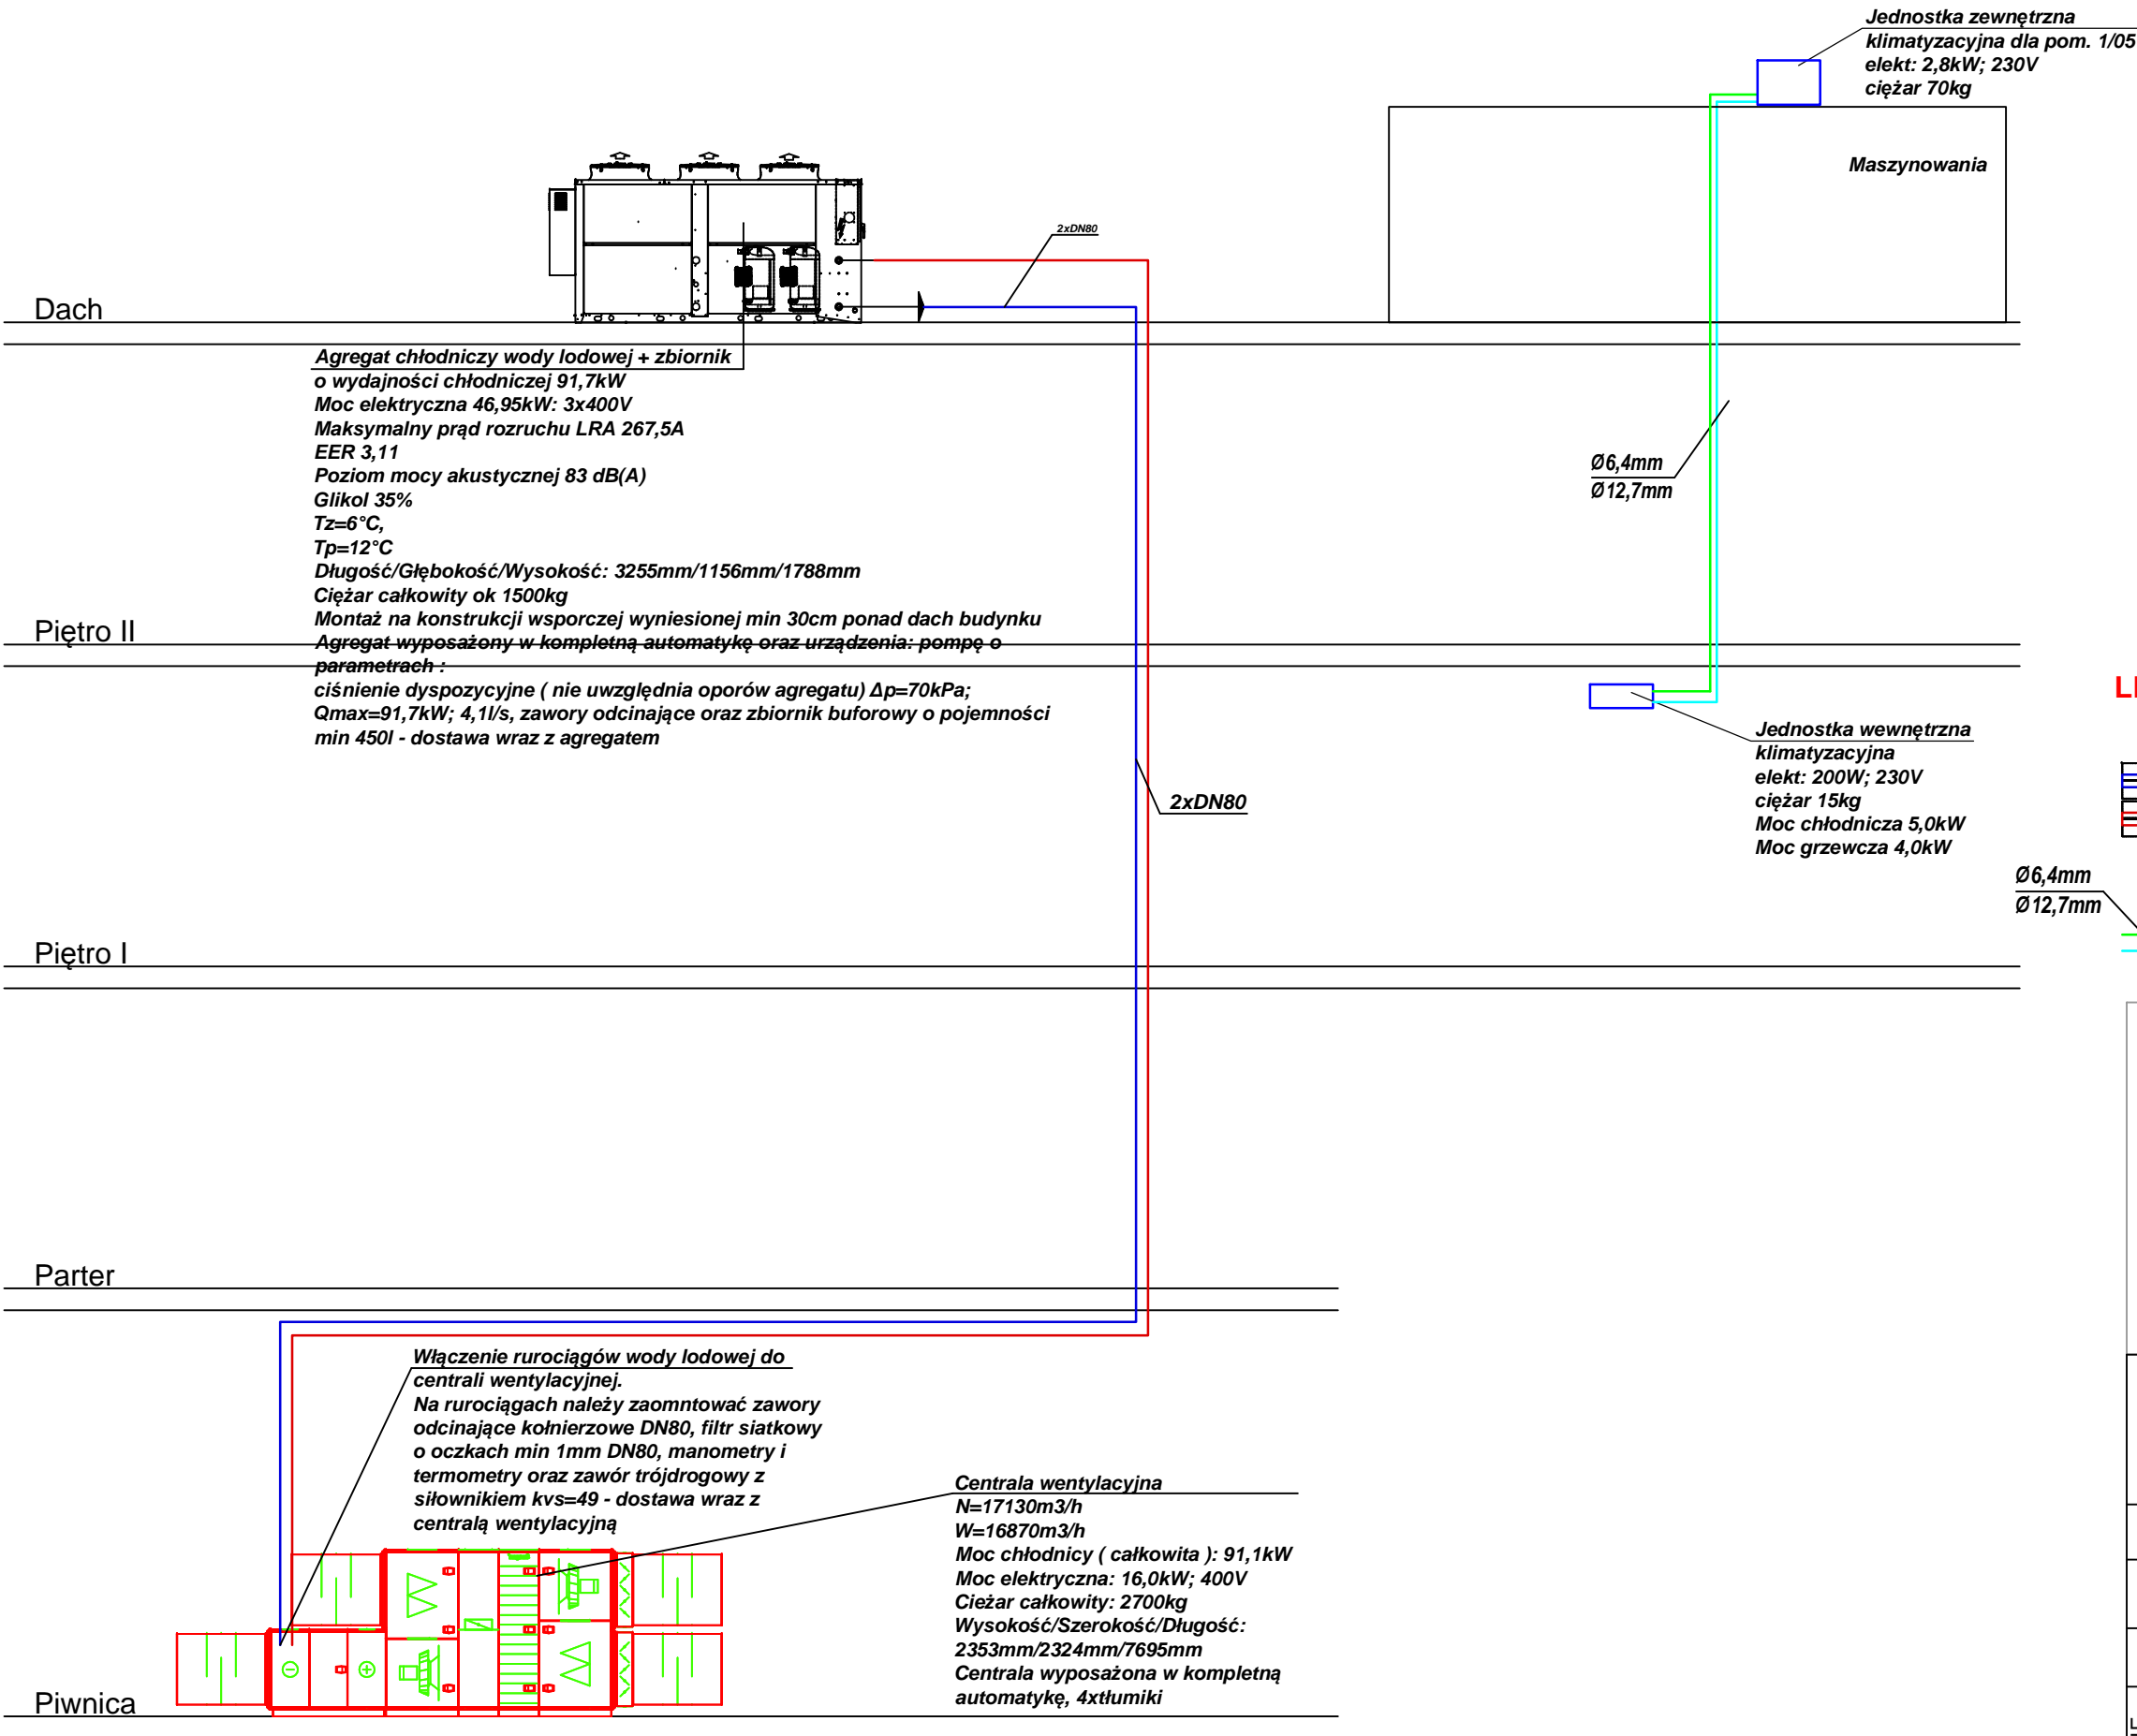 Jednostka zewnętrzna
klimatyzacyjna dla pom. 1/05
elekt: 2,8kW; 230V
ciężar 70kg
Maszynowania
2xDN80
Dach
Agregat chłodniczy wody lodowej + zbiornik
o wydajności chłodniczej 91,7kW
Moc elektryczna 46,95kW: 3x400V
Maksymalny prąd rozruchu LRA 267,5A
EER 3,11
Poziom mocy akustycznej 83 dB(A)
Glikol 35%
Tz=6°C,
Tp=12°C
Długość/Głębokość/Wysokość: 3255mm/1156mm/1788mm
Ciężar całkowity ok 1500kg
Montaż na konstrukcji wsporczej wyniesionej min 30cm ponad dach budynku
Agregat wyposażony w kompletną automatykę oraz urządzenia: pompę o
parametrach :
ciśnienie dyspozycyjne ( nie uwzględnia oporów agregatu) Δp=70kPa;
Qmax=91,7kW; 4,1l/s, zawory odcinające oraz zbiornik buforowy o pojemności
min 450l - dostawa wraz z agregatem
Ø6,4mm
Ø12,7mm
Piętro II
Jednostka wewnętrzna
klimatyzacyjna
elekt: 200W; 230V
ciężar 15kg
Moc chłodnicza 5,0kW
Moc grzewcza 4,0kW
2xDN80
Ø6,4mm
Ø12,7mm
Piętro I
Parter
Włączenie rurociągów wody lodowej do
centrali wentylacyjnej.
Na rurociągach należy zaomntować zawory
odcinające kołnierzowe DN80, filtr siatkowy
o oczkach min 1mm DN80, manometry i
termometry oraz zawór trójdrogowy z
siłownikiem kvs=49 - dostawa wraz z
centralą wentylacyjną
Centrala wentylacyjna
N=17130m3/h
W=16870m3/h
Moc chłodnicy ( całkowita ): 91,1kW
Moc elektryczna: 16,0kW; 400V
Cieżar całkowity: 2700kg
Wysokość/Szerokość/Długość:
2353mm/2324mm/7695mm
Centrala wyposażona w kompletną
automatykę, 4xtłumiki
Piwnica